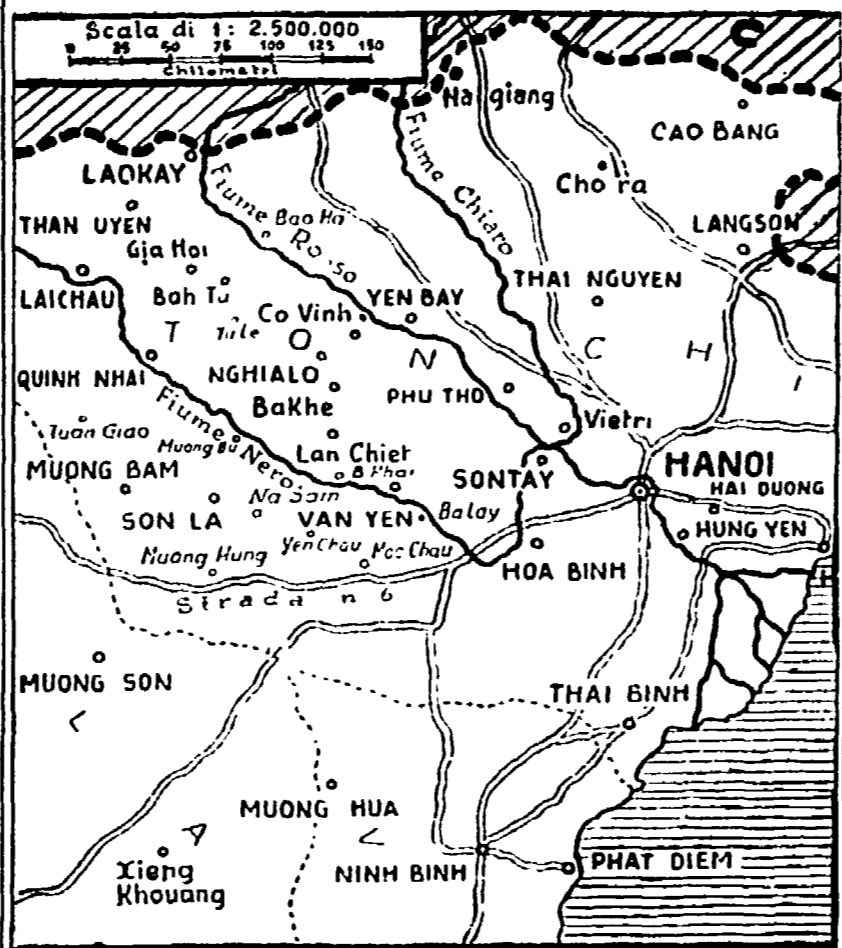 Scala di 1: 2.500.000
0 25 50 75 100 125 150
Chilometri
C
Ha giang
CAO BANG
LAOKAY
Fiume Chiaro
Cho ra
THAN UYEN
Fiume Rosso
Bao Ha
LANGSON
Gia Hoi
THAI NGUYEN
LAICHAU
Bah Tu
Co Vinh
YEN BAY
T O N C H I
Tu le
QUINH NHAI
NGHIALO
BaKhe
PHU THO
Fiume Nero
Vietri
Tuan Giao
Muong Bu
Lan Chiet
HANOI
MUONG BAM
SONTAY
HAI DUONG
SON LA
Na Sam
VAN YEN
Balay
HUNG YEN
Muong Hung
Yen Chau
Moc Chau
HOA BINH
H
Strada n 6
MUONG SON
THAI BINH
L
MUONG HUA
A
L
Xieng
Khouang
NINH BINH
PHAT DIEM